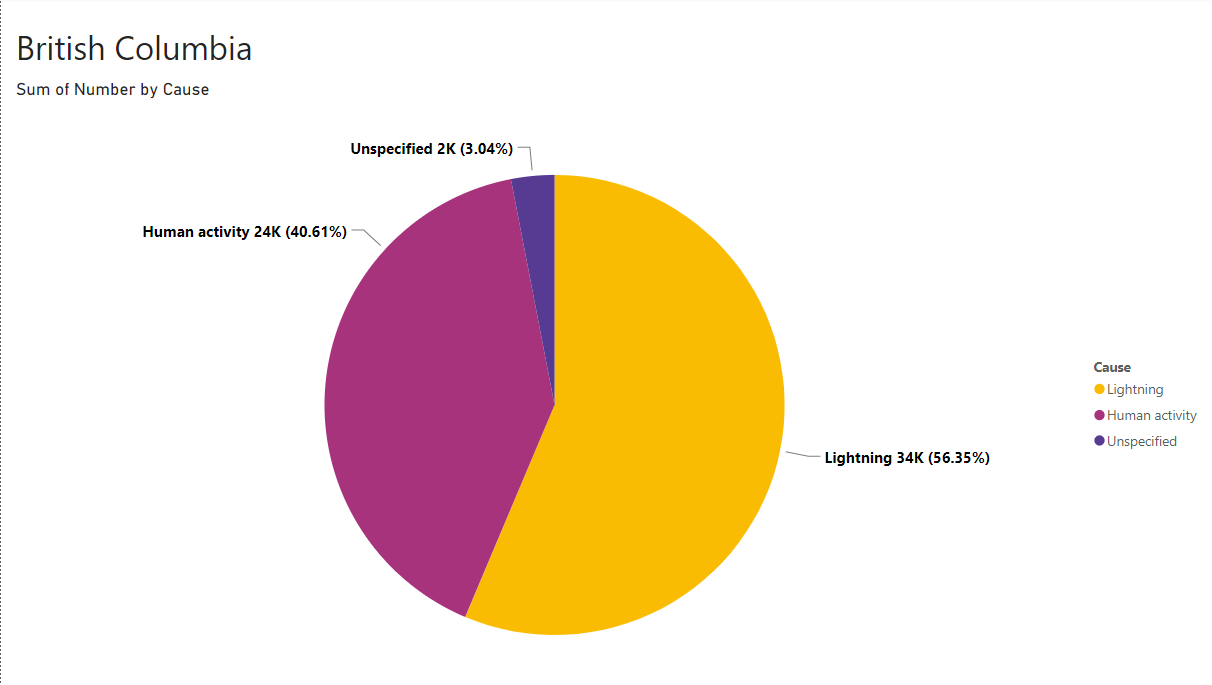 British Columbia
Sum of Number by Cause
Unspecified 2K (3.04%)
Human activity 24K (40.61%)
Lightning 34K (56.35%)
Cause
Lightning
Human activity
Unspecified